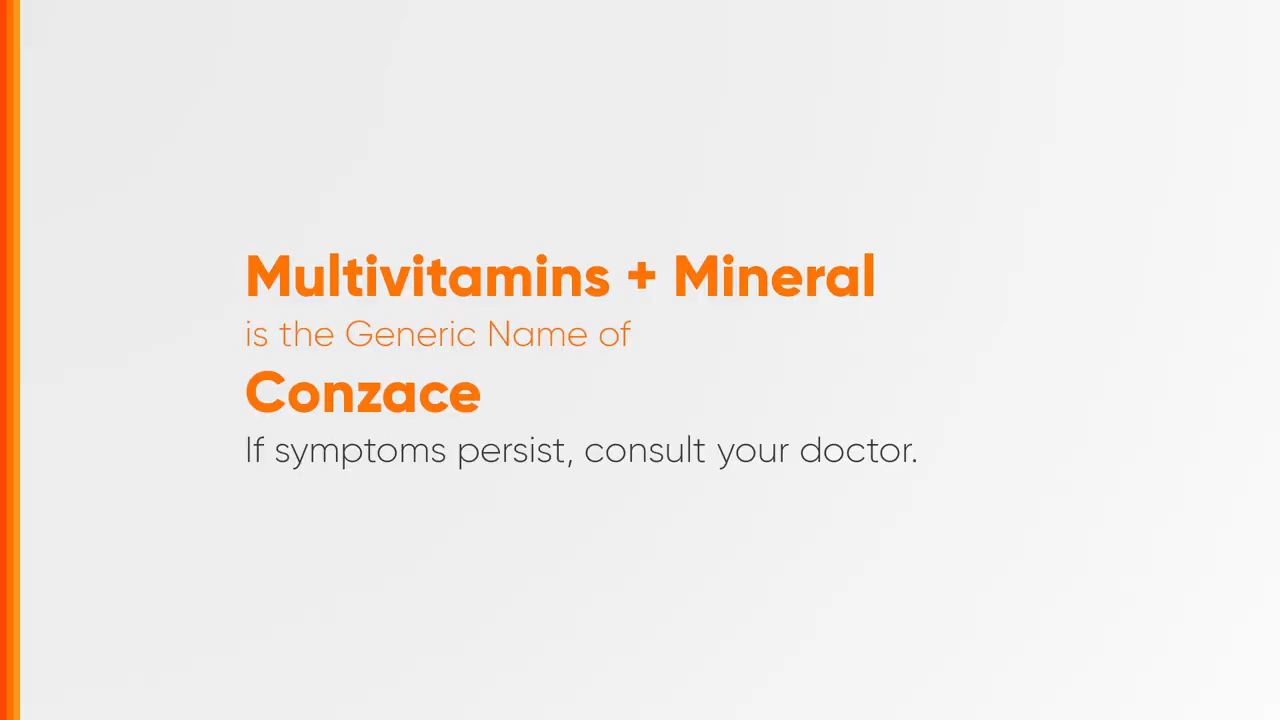 Multivitamins + Mineral
is the Generic Name of
Conzace
If symptoms persist, consult your doctor.